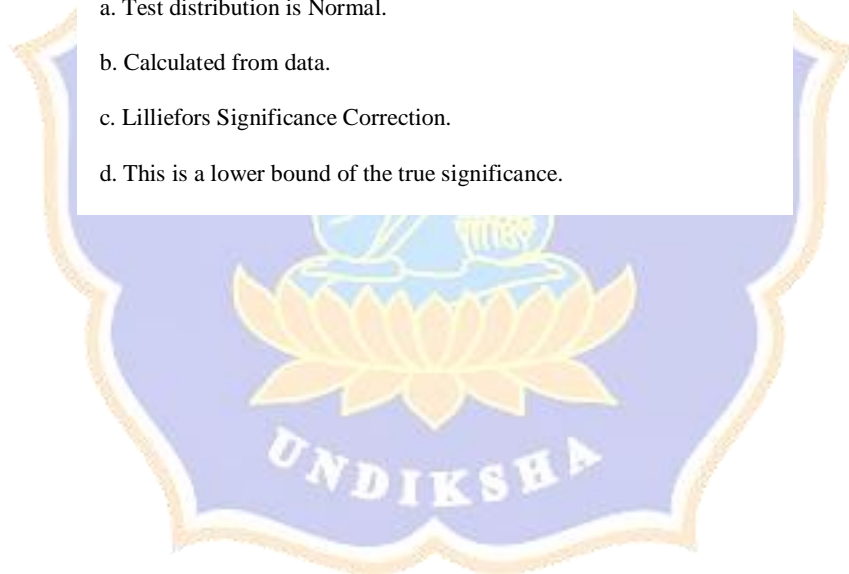 a. Test distribution is Normal.
b. Calculated from data.
c. Lilliefors Significance Correction.
d. This is a lower bound of the true significance.
UNDIKSHA